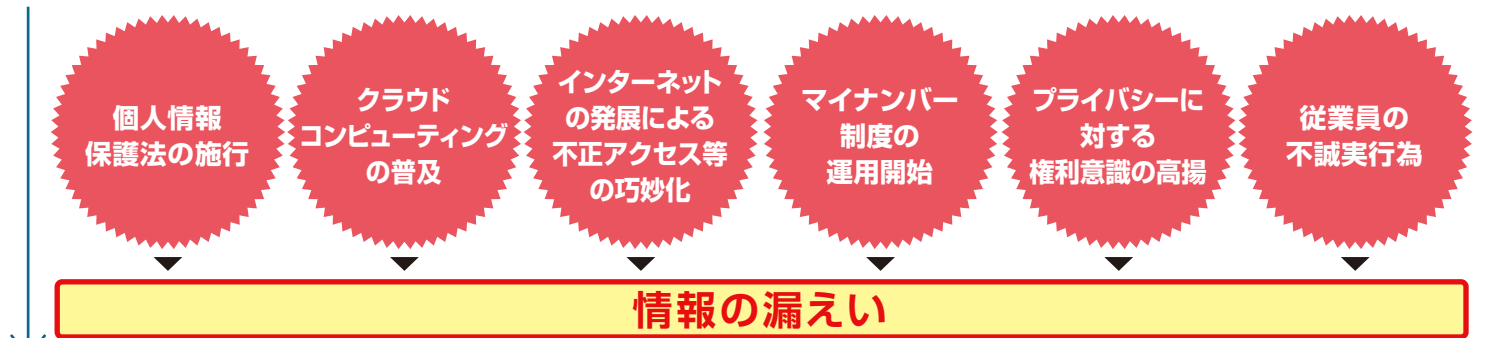 個人情報
保護法の施行
クラウド
コンピューティング
の普及
インターネット
の発展による
不正アクセス等
の巧妙化
マイナンバー
制度の
運用開始
プライバシーに
対する
権利意識の高揚
従業員の
不誠実行為
情報の漏えい